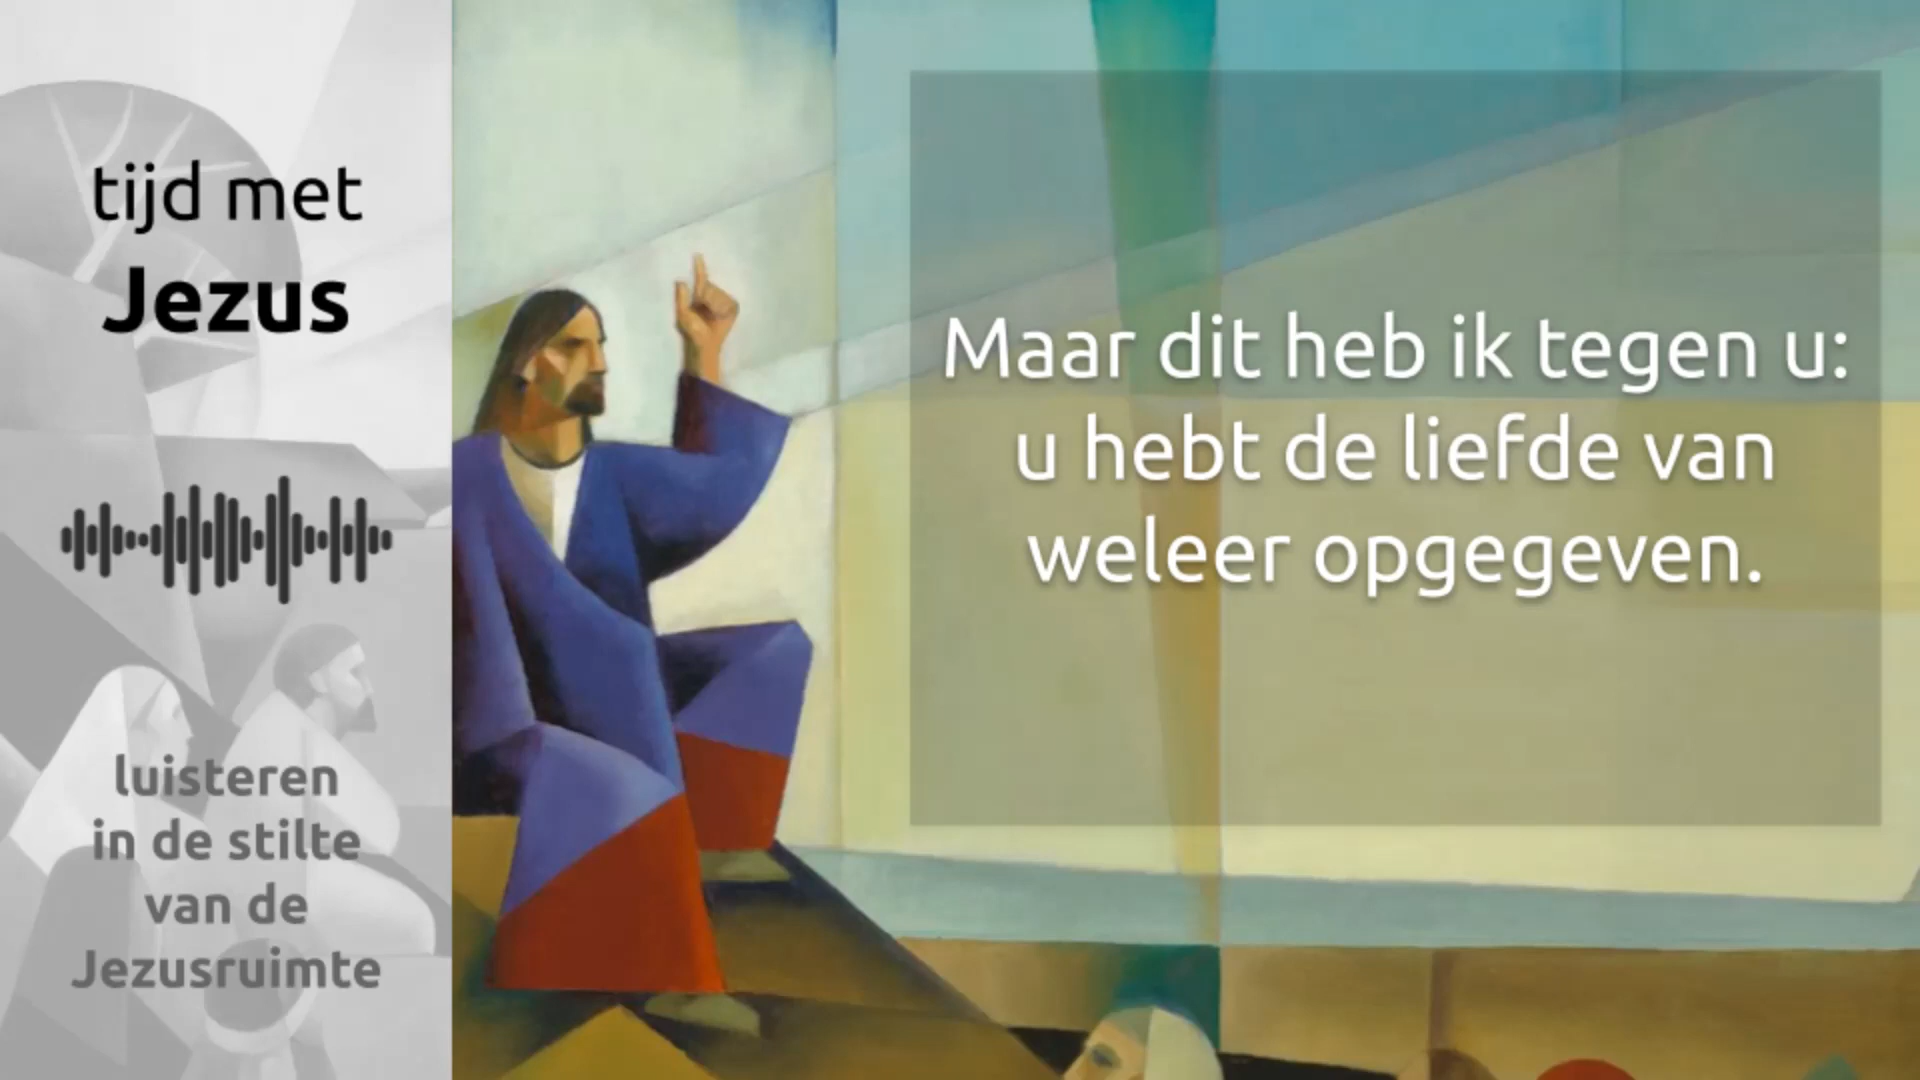 tijd met
Jezus
luisteren
in de stilte
van de
Jezusruimte
Maar dit heb ik tegen u:
u hebt de liefde van
weleer opgegeven.